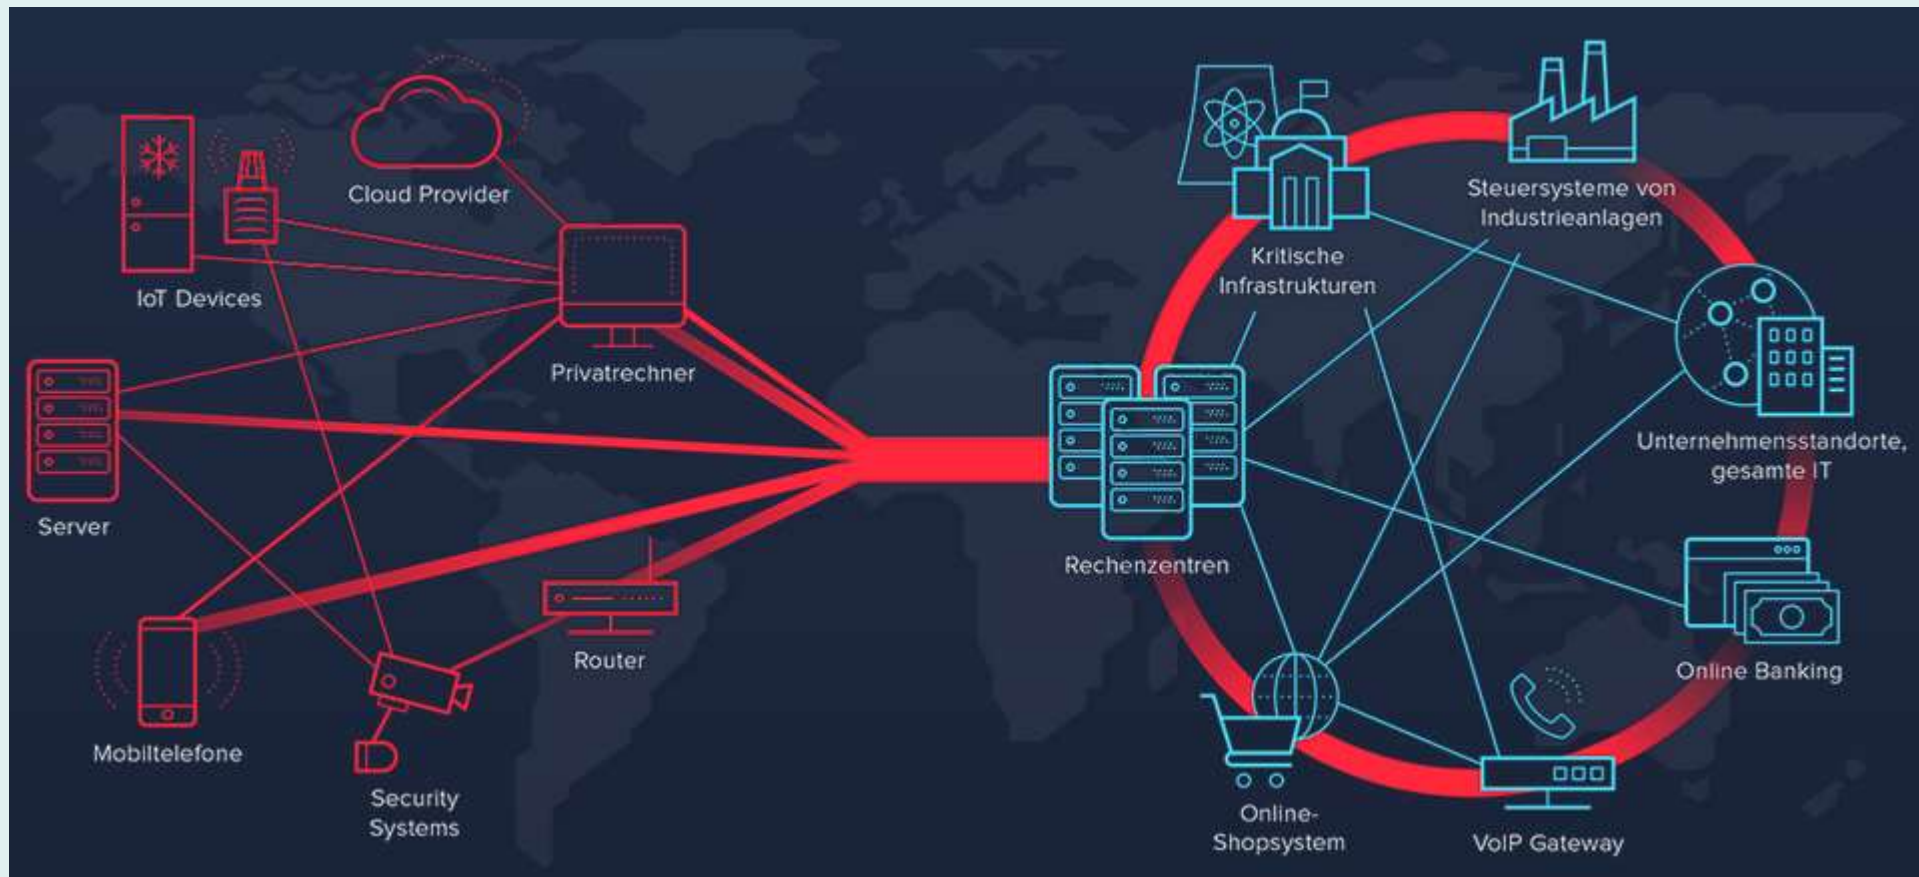 Cloud Provider
IoT Devices
Privatrechner
Server
Mobiltelefone
Security
Systems
Router
Rechenzentren
Kritische
Infrastrukturen
Steuersysteme von
Industrieanlagen
Unternehmensstandorte,
gesamte IT
Online Banking
VoIP Gateway
Online-
Shopsystem